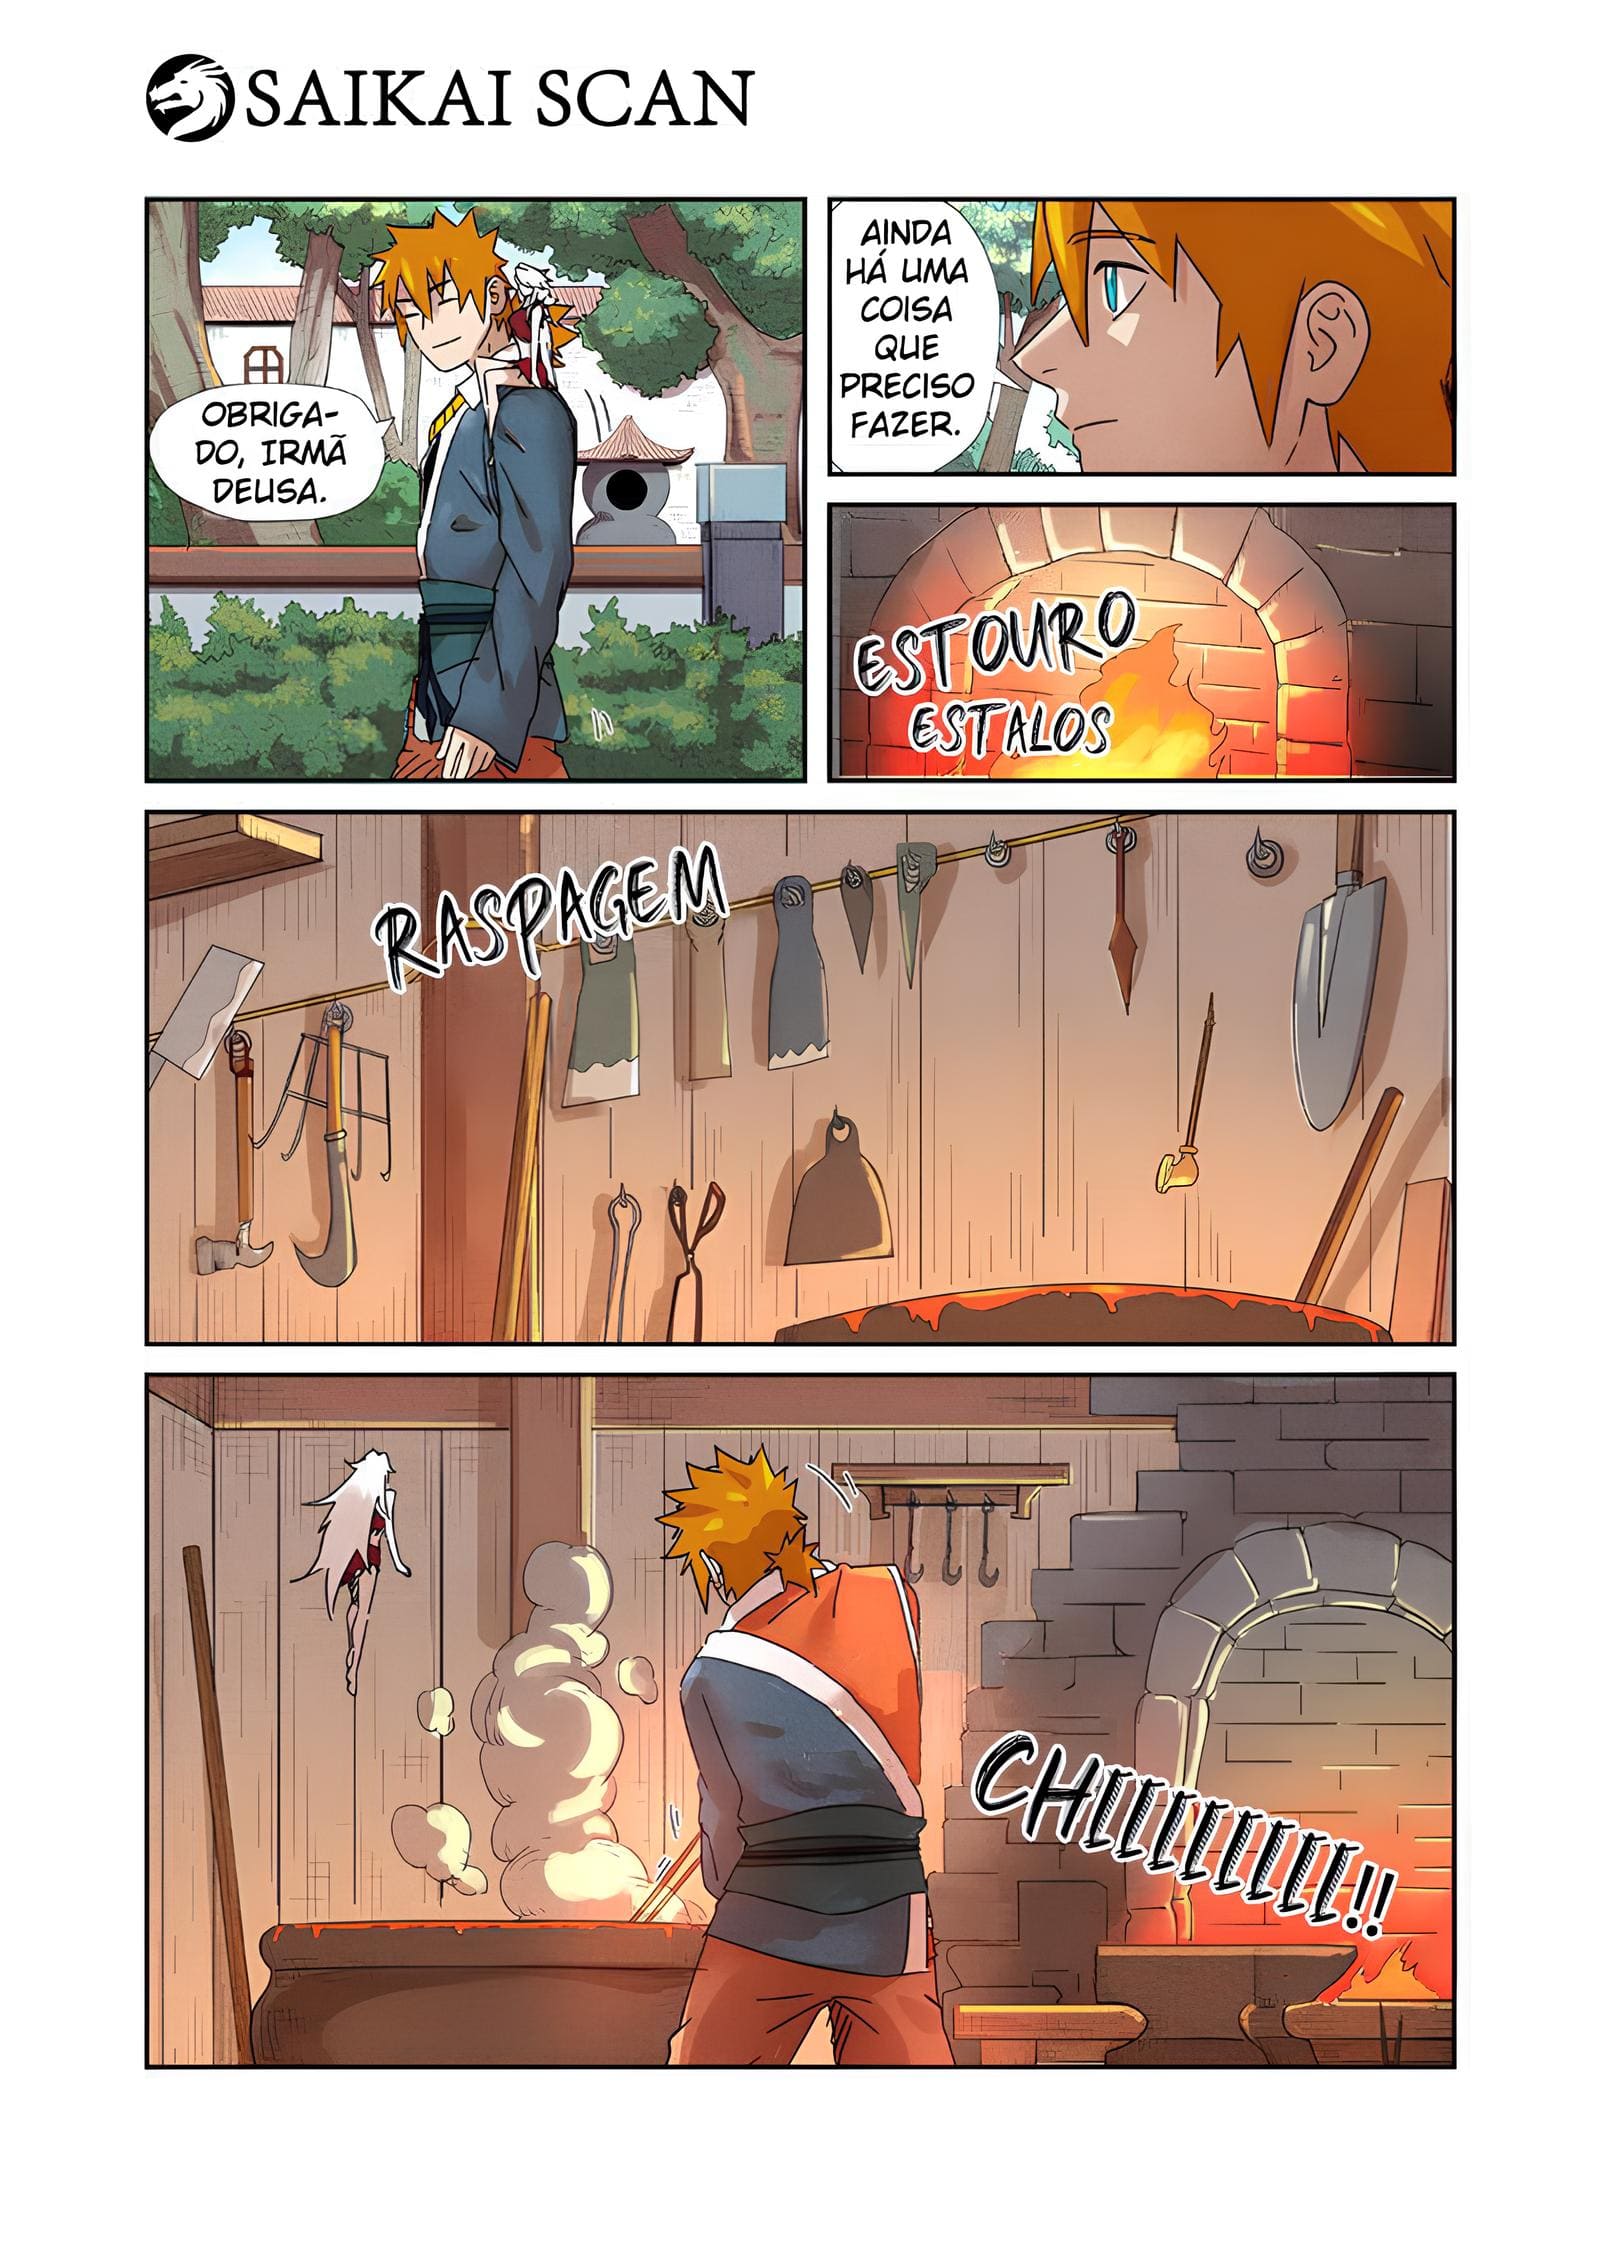 SAIKAI SCAN
OBRIGA-
DO, IRMÃ
DEUSA.
AINDA
HÁ UMA
COISA
QUE
PRECISO
FAZER.
ESTOURO
ESTALOS
RASPAGEM
CHIIIIIIIII!!